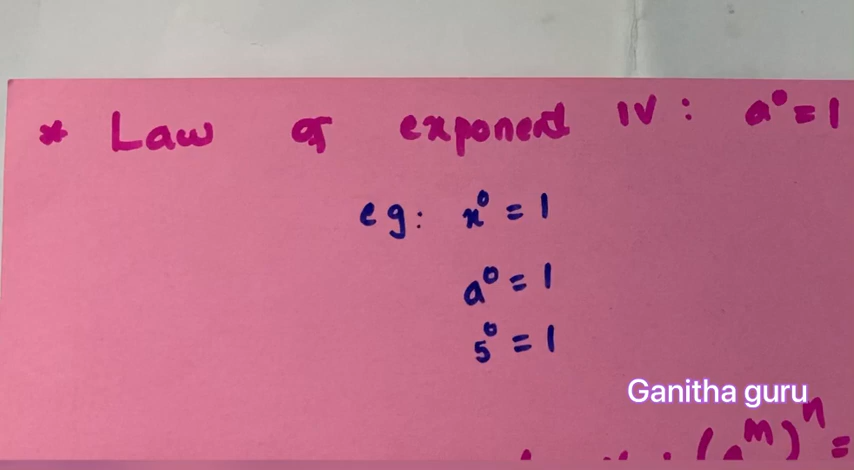 * Law of exponent IV: a⁰ = 1
eg: x⁰ = 1
a⁰ = 1
5⁰ = 1
Ganitha guru
(aᵐ)ⁿ =